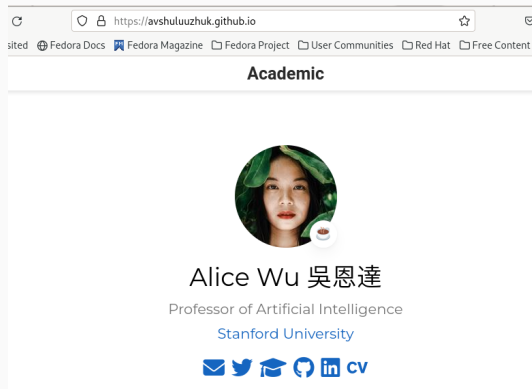 https://avshuluuzhuk.github.io
sited Fedora Docs Fedora Magazine Fedora Project User Communities Red Hat Free Content
Academic
Alice Wu 吳恩達
Professor of Artificial Intelligence
Stanford University
CV